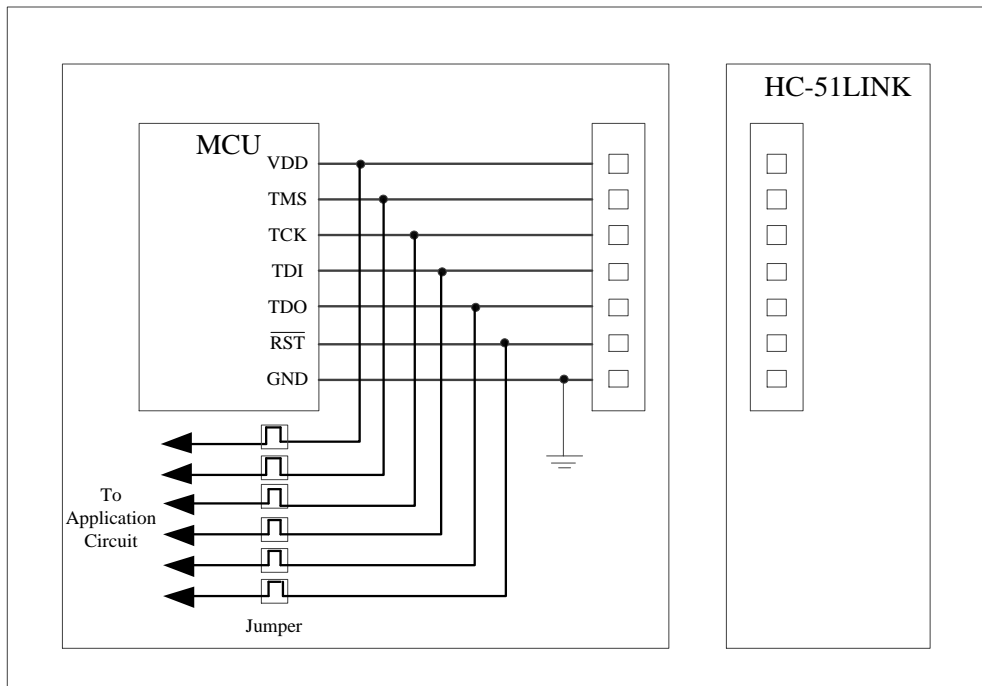 HC-51LINK
MCU
VDD
TMS
TCK
TDI
TDO
RST
GND
To
Application
Circuit
Jumper